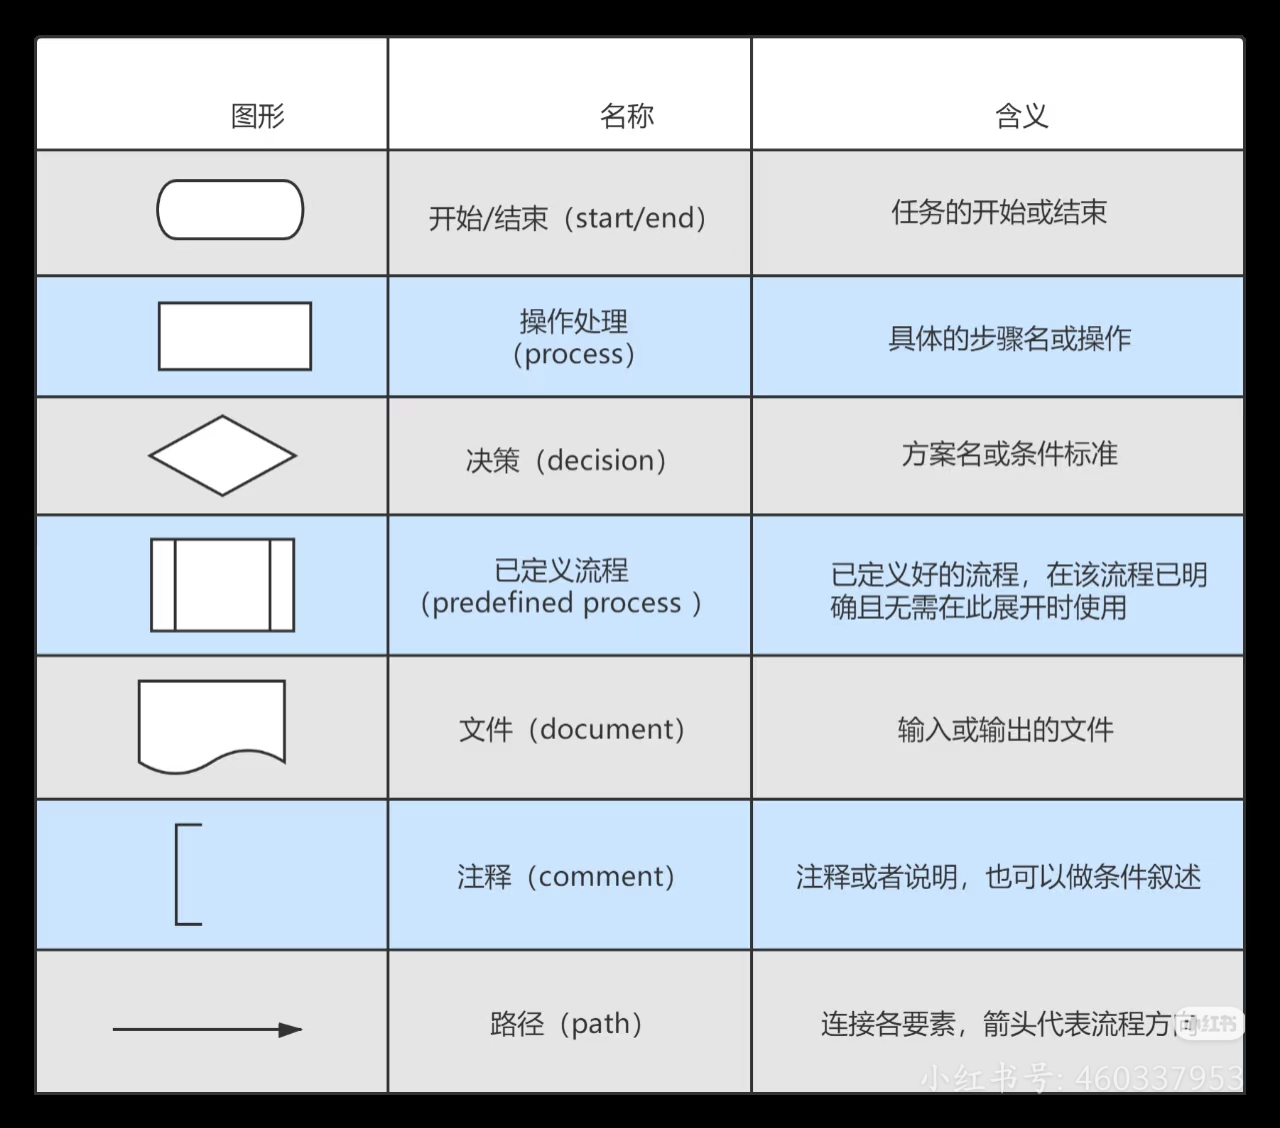 图形
名称
含义
开始/结束（start/end）
任务的开始或结束
操作处理
（process）
具体的步骤名或操作
决策（decision）
方案名或条件标准
已定义流程
（predefined process ）
已定义好的流程，在该流程已明
确且无需在此展开时使用
文件（document）
输入或输出的文件
注释（comment）
注释或者说明，也可以做条件叙述
路径（path）
连接各要素，箭头代表流程方向
小红书
小红书号: 460337953